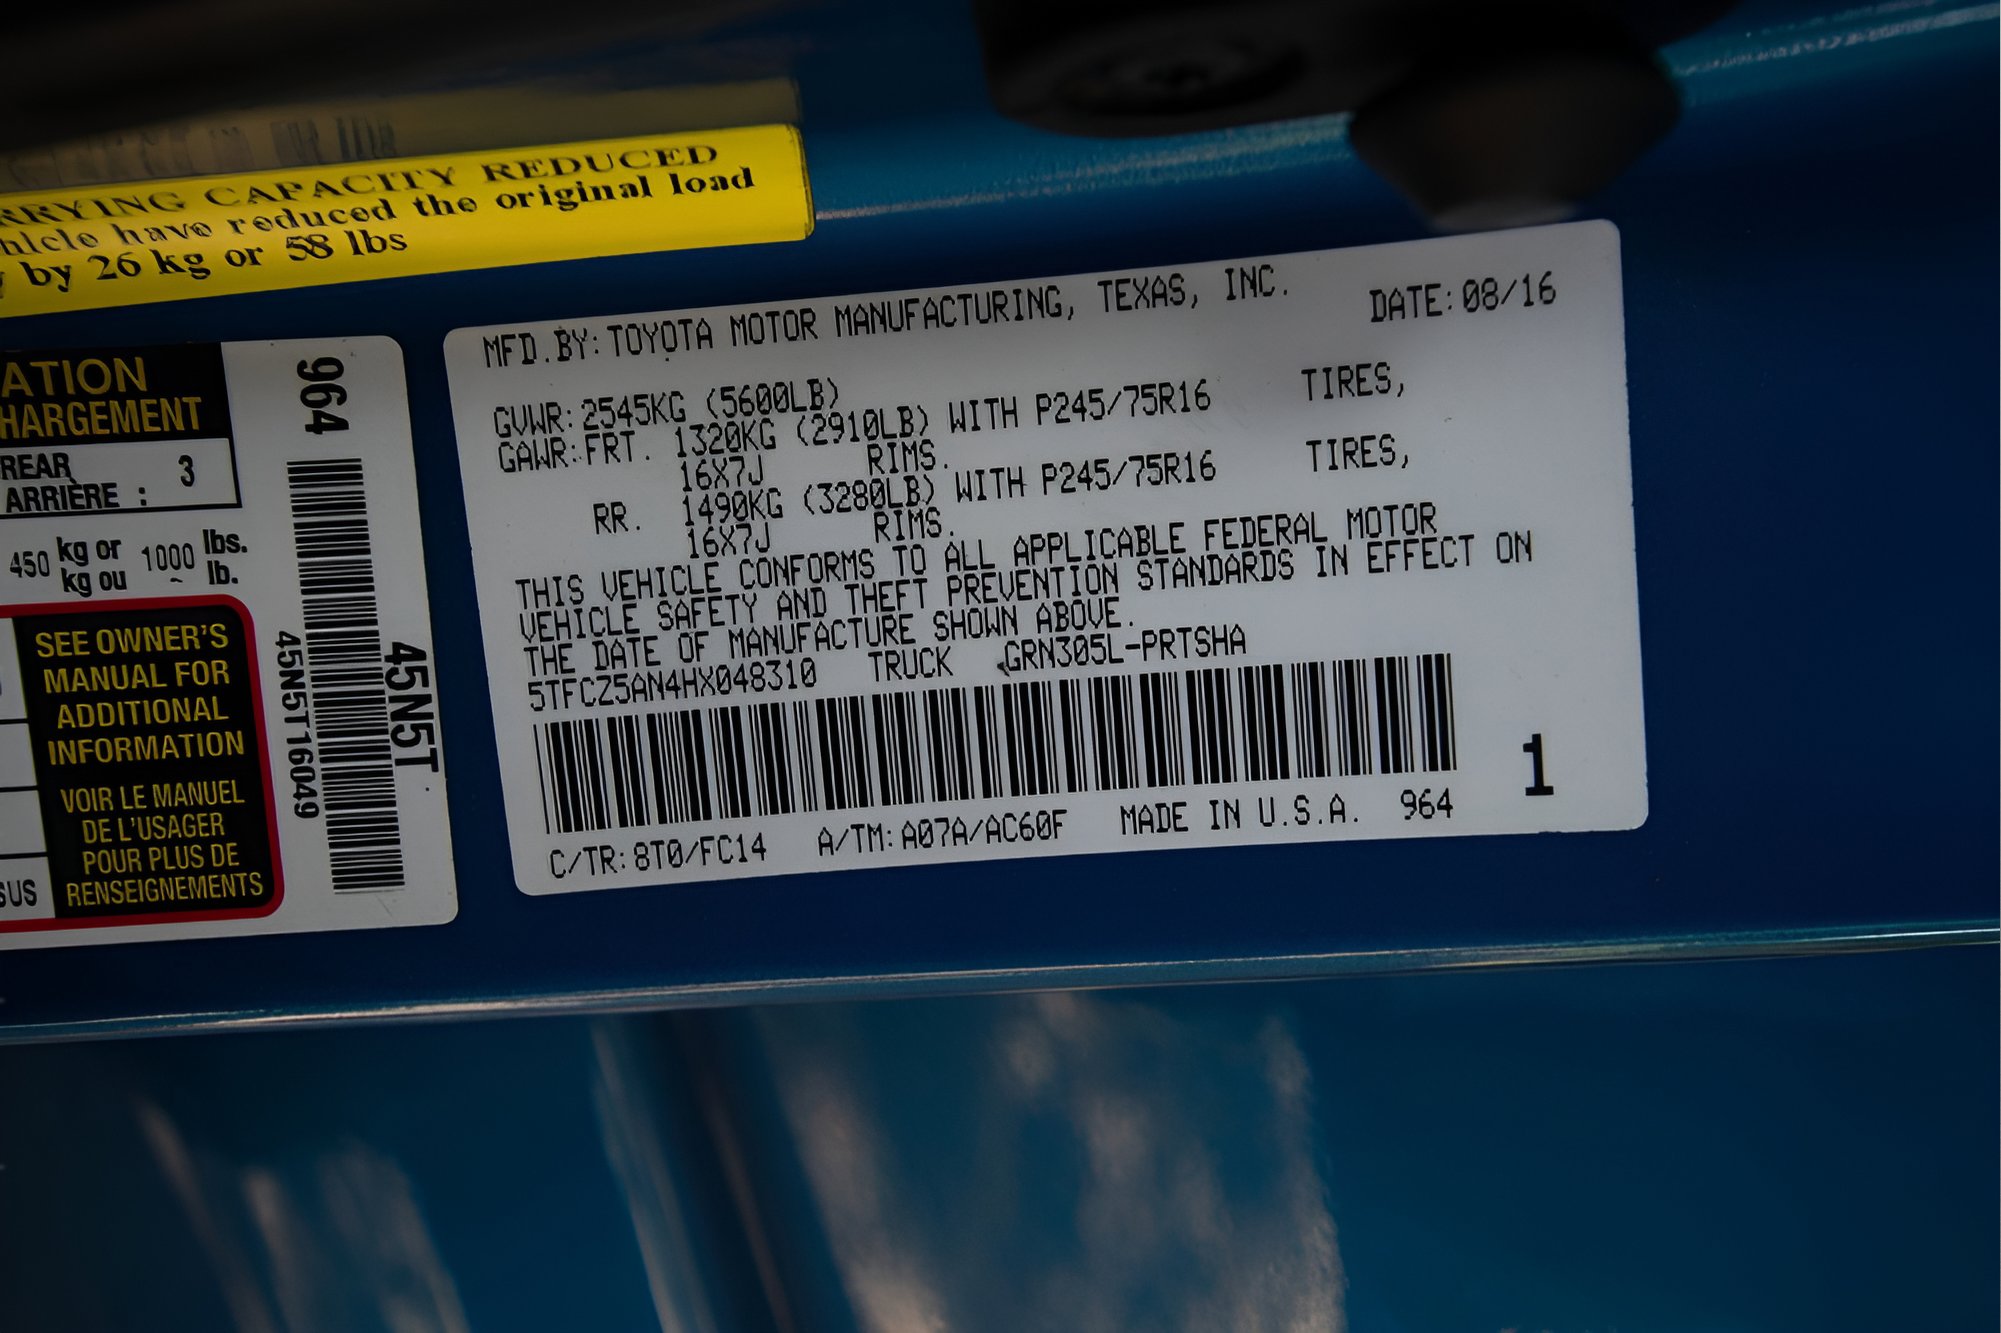 RRYING CAPACITY REDUCED
hicle have reduced the original load
y by 26 kg or 58 lbs
ATION
HARGEMENT
REAR
ARRIÈRE : 3
450 kg or 1000 lbs.
kg ou lb.
SEE OWNER'S
MANUAL FOR
ADDITIONAL
INFORMATION
VOIR LE MANUEL
DE L'USAGER
POUR PLUS DE
RENSEIGNEMENTS
SUS
964
45N5T16049
45N5T
MFD.BY:TOYOTA MOTOR MANUFACTURING, TEXAS, INC. DATE:08/16
GVWR:2545KG (5600LB)
GAWR:FRT. 1320KG (2910LB) WITH P245/75R16 TIRES,
16X7J RIMS.
RR. 1490KG (3280LB) WITH P245/75R16 TIRES,
16X7J RIMS.
THIS VEHICLE CONFORMS TO ALL APPLICABLE FEDERAL MOTOR
VEHICLE SAFETY AND THEFT PREVENTION STANDARDS IN EFFECT ON
THE DATE OF MANUFACTURE SHOWN ABOVE.
5TFCZ5AN4HX048310 TRUCK GRN305L-PRTSHA
1
C/TR:8T0/FC14 A/TM:A07A/AC60F MADE IN U.S.A. 964